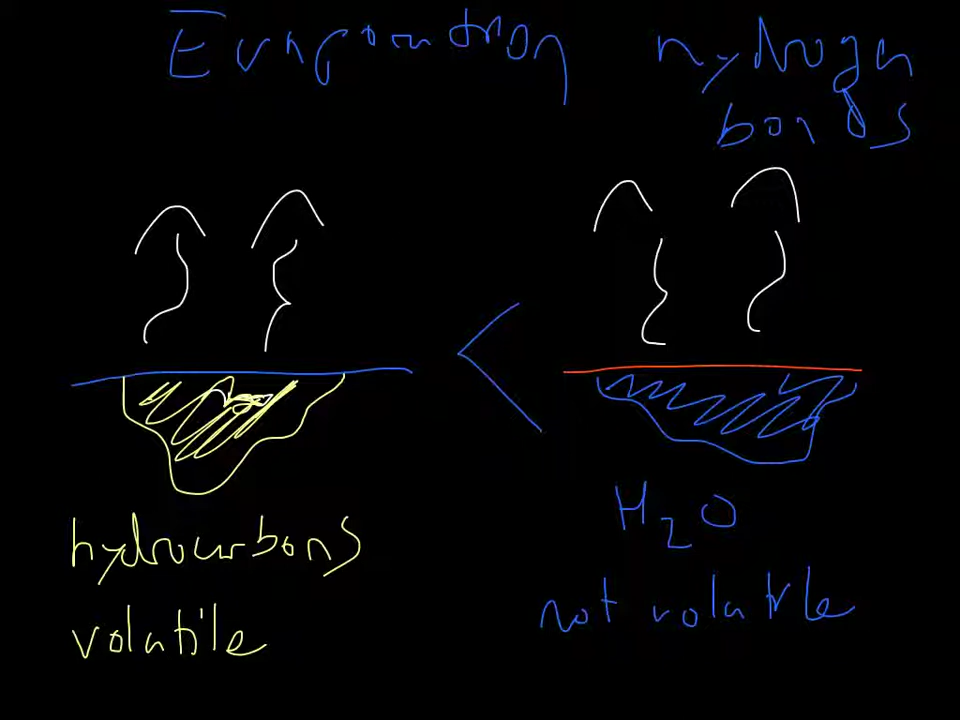 Evaporation
hydrogen
bonds
<
hydrocarbons
volatile
H2O
not volatile